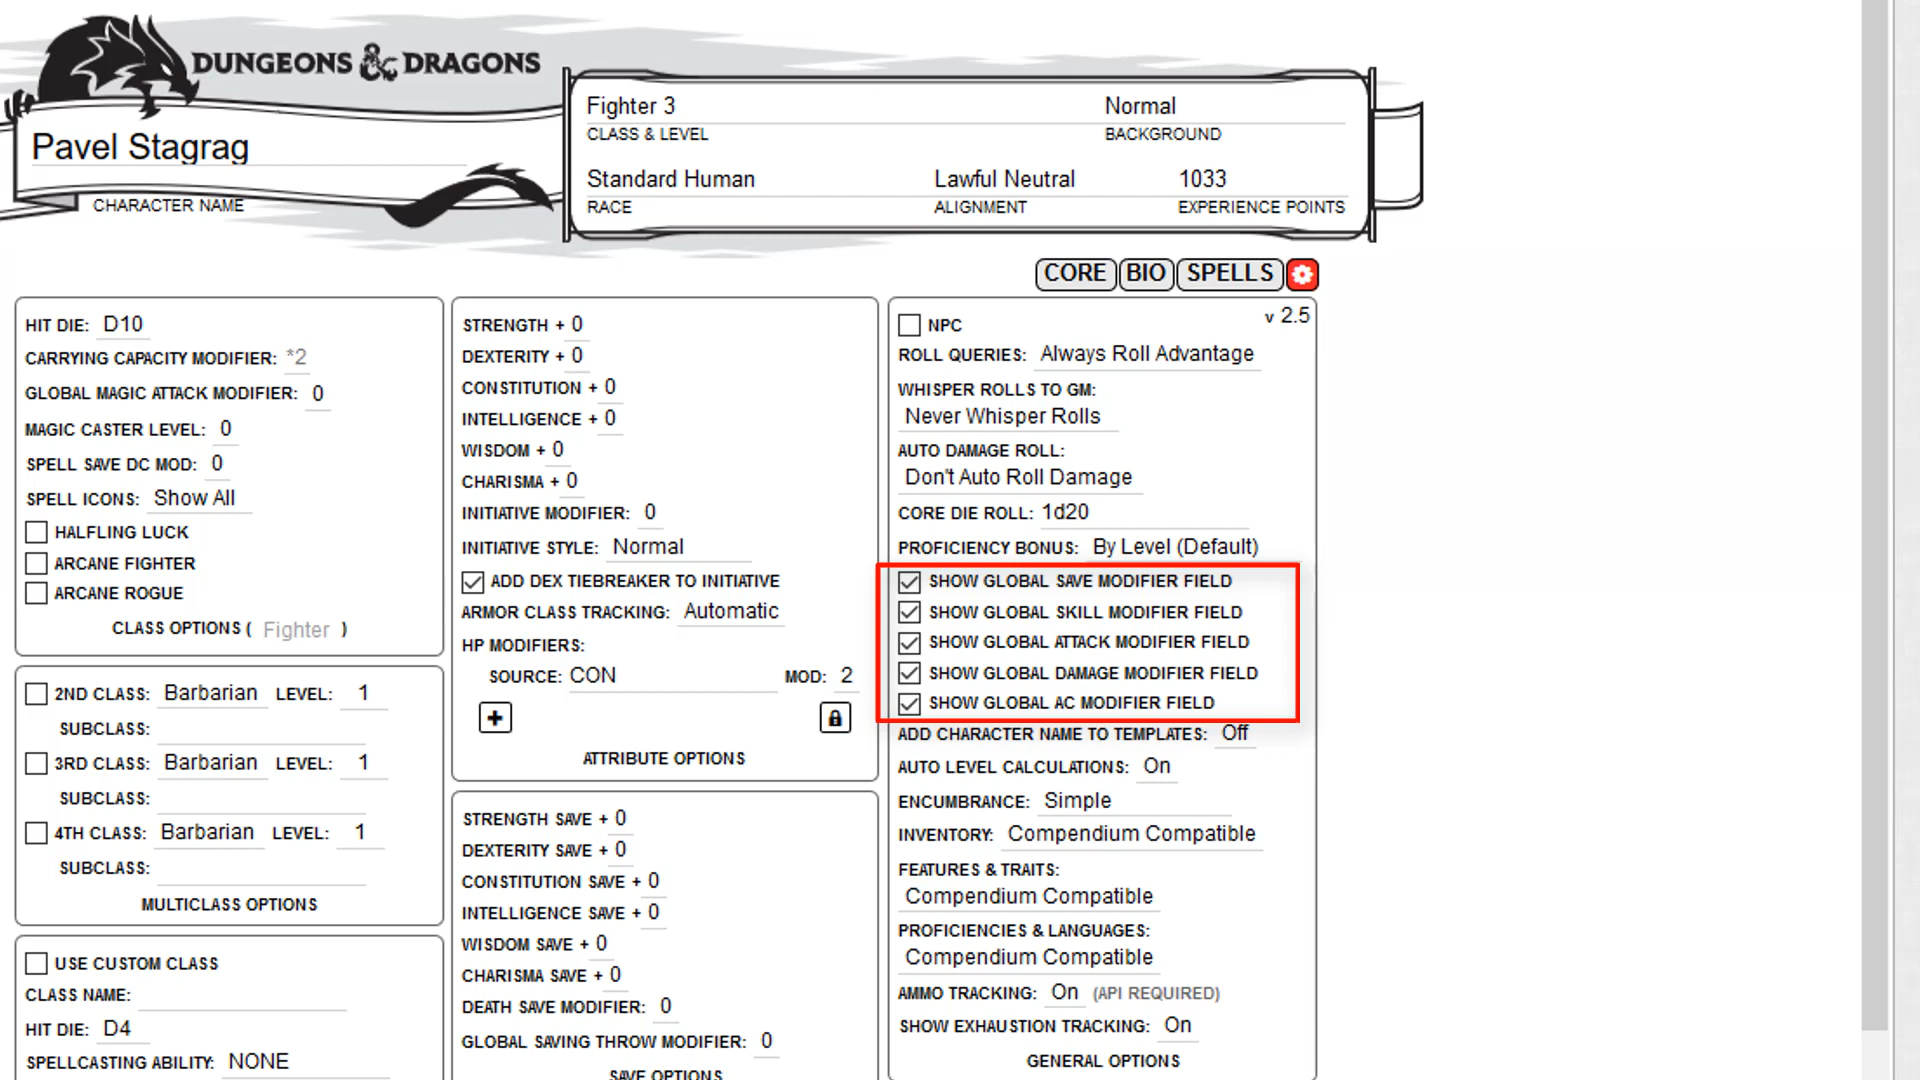 DUNGEONS & DRAGONS
Pavel Stagrag
CHARACTER NAME
Fighter 3
Normal
CLASS & LEVEL
BACKGROUND
Standard Human
Lawful Neutral
1033
RACE
ALIGNMENT
EXPERIENCE POINTS
CORE
BIO
SPELLS
HIT DIE: D10
CARRYING CAPACITY MODIFIER: *2
GLOBAL MAGIC ATTACK MODIFIER: 0
MAGIC CASTER LEVEL: 0
SPELL SAVE DC MOD: 0
SPELL ICONS: Show All
HALFLING LUCK
ARCANE FIGHTER
ARCANE ROGUE
CLASS OPTIONS ( Fighter )
2ND CLASS: Barbarian LEVEL: 1
SUBCLASS:
3RD CLASS: Barbarian LEVEL: 1
SUBCLASS:
4TH CLASS: Barbarian LEVEL: 1
SUBCLASS:
MULTICLASS OPTIONS
USE CUSTOM CLASS
CLASS NAME:
HIT DIE: D4
SPELLCASTING ABILITY: NONE
STRENGTH + 0
DEXTERITY + 0
CONSTITUTION + 0
INTELLIGENCE + 0
WISDOM + 0
CHARISMA + 0
INITIATIVE MODIFIER: 0
INITIATIVE STYLE: Normal
ADD DEX TIEBREAKER TO INITIATIVE
ARMOR CLASS TRACKING: Automatic
HP MODIFIERS:
SOURCE: CON MOD: 2
ATTRIBUTE OPTIONS
STRENGTH SAVE + 0
DEXTERITY SAVE + 0
CONSTITUTION SAVE + 0
INTELLIGENCE SAVE + 0
WISDOM SAVE + 0
CHARISMA SAVE + 0
DEATH SAVE MODIFIER: 0
GLOBAL SAVING THROW MODIFIER: 0
SAVE OPTIONS
NPC
v 2.5
ROLL QUERIES: Always Roll Advantage
WHISPER ROLLS TO GM:
Never Whisper Rolls
AUTO DAMAGE ROLL:
Don't Auto Roll Damage
CORE DIE ROLL: 1d20
PROFICIENCY BONUS: By Level (Default)
SHOW GLOBAL SAVE MODIFIER FIELD
SHOW GLOBAL SKILL MODIFIER FIELD
SHOW GLOBAL ATTACK MODIFIER FIELD
SHOW GLOBAL DAMAGE MODIFIER FIELD
SHOW GLOBAL AC MODIFIER FIELD
ADD CHARACTER NAME TO TEMPLATES: Off
AUTO LEVEL CALCULATIONS: On
ENCUMBRANCE: Simple
INVENTORY: Compendium Compatible
FEATURES & TRAITS:
Compendium Compatible
PROFICIENCIES & LANGUAGES:
Compendium Compatible
AMMO TRACKING: On (API REQUIRED)
SHOW EXHAUSTION TRACKING: On
GENERAL OPTIONS